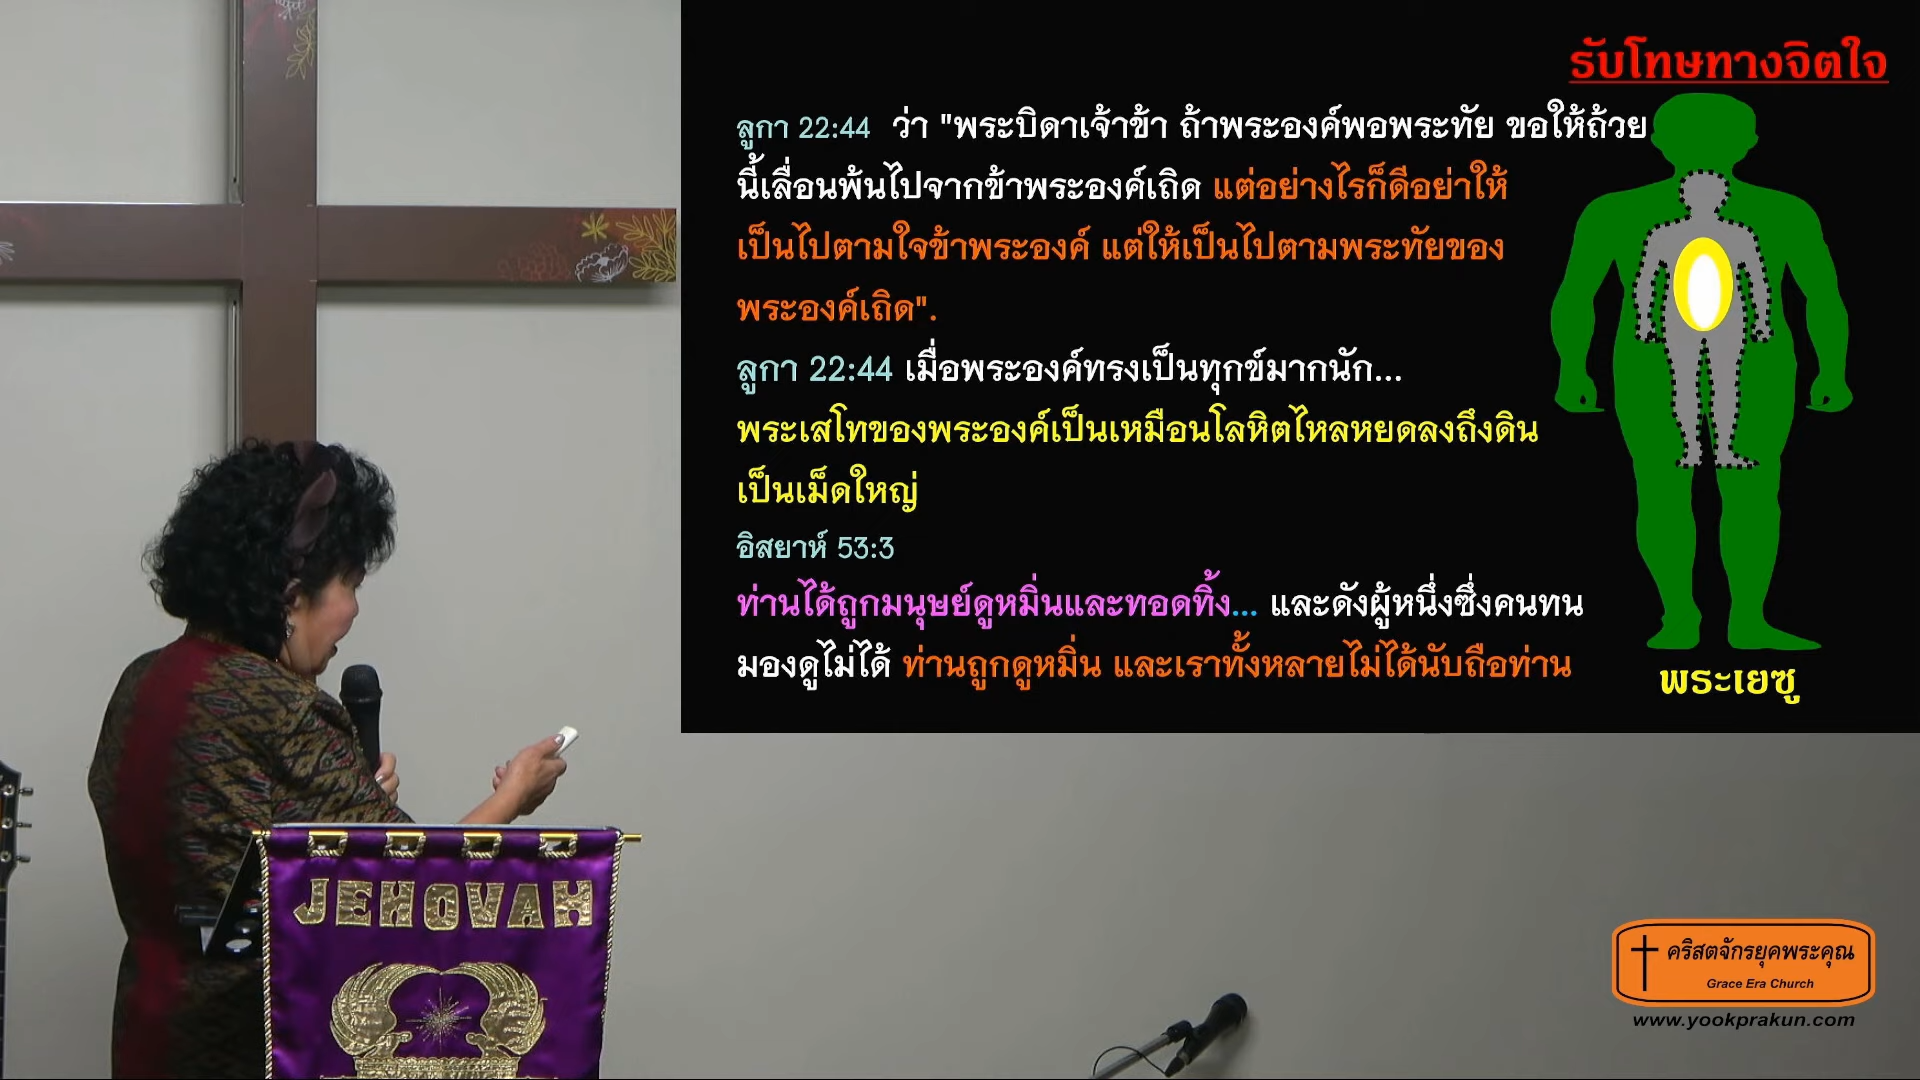 รับโทษทางจิตใจ
ลูกา 22:44 ว่า "พระบิดาเจ้าข้า ถ้าพระองค์พอพระทัย ขอให้ถ้วย
นี้เลื่อนพ้นไปจากข้าพระองค์เถิด แต่อย่างไรก็ดีอย่าให้
เป็นไปตามใจข้าพระองค์ แต่ให้เป็นไปตามพระทัยของ
พระองค์เถิด".
ลูกา 22:44 เมื่อพระองค์ทรงเป็นทุกข์มากนัก...
พระเสโทของพระองค์เป็นเหมือนโลหิตไหลหยดลงถึงดิน
เป็นเม็ดใหญ่
อิสยาห์ 53:3
ท่านได้ถูกมนุษย์ดูหมิ่นและทอดทิ้ง... และดังผู้หนึ่งซึ่งคนทน
มองดูไม่ได้ ท่านถูกดูหมิ่น และเราทั้งหลายไม่ได้นับถือท่าน
พระเยซู
JEHOVAH
คริสตจักรยุคพระคุณ
Grace Era Church
www.yookprakun.com